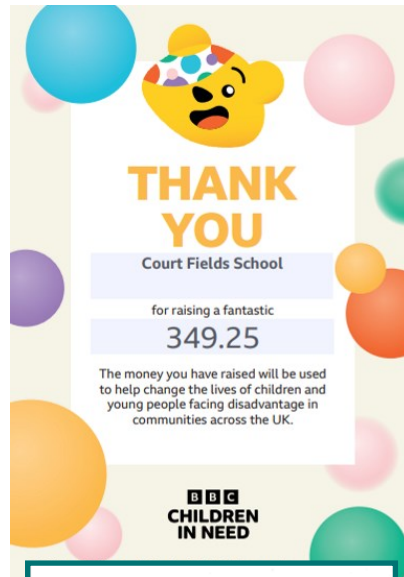 THANK
YOU
Court Fields School
for raising a fantastic
349.25
The money you have raised will be used
to help change the lives of children and
young people facing disadvantage in
communities across the UK.
BBC
CHILDREN
IN NEED